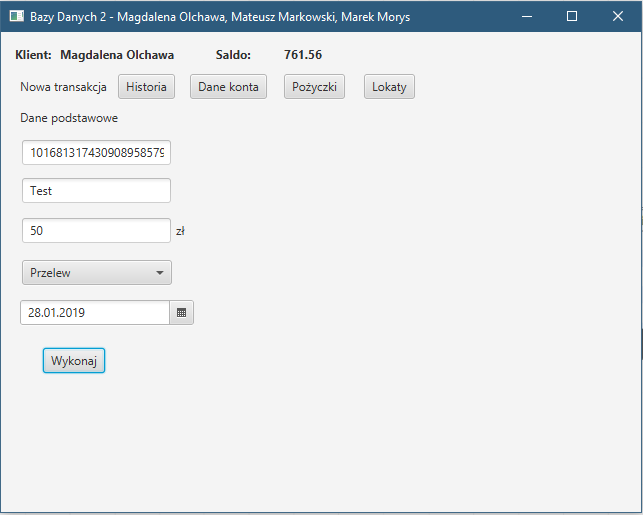 Bazy Danych 2 - Magdalena Olchawa, Mateusz Markowski, Marek Morys
Klient: Magdalena Olchawa Saldo: 761.56
Nowa transakcja Historia Dane konta Pożyczki Lokaty
Dane podstawowe
101681317430908958579
Test
50 zł
Przelew
28.01.2019
Wykonaj